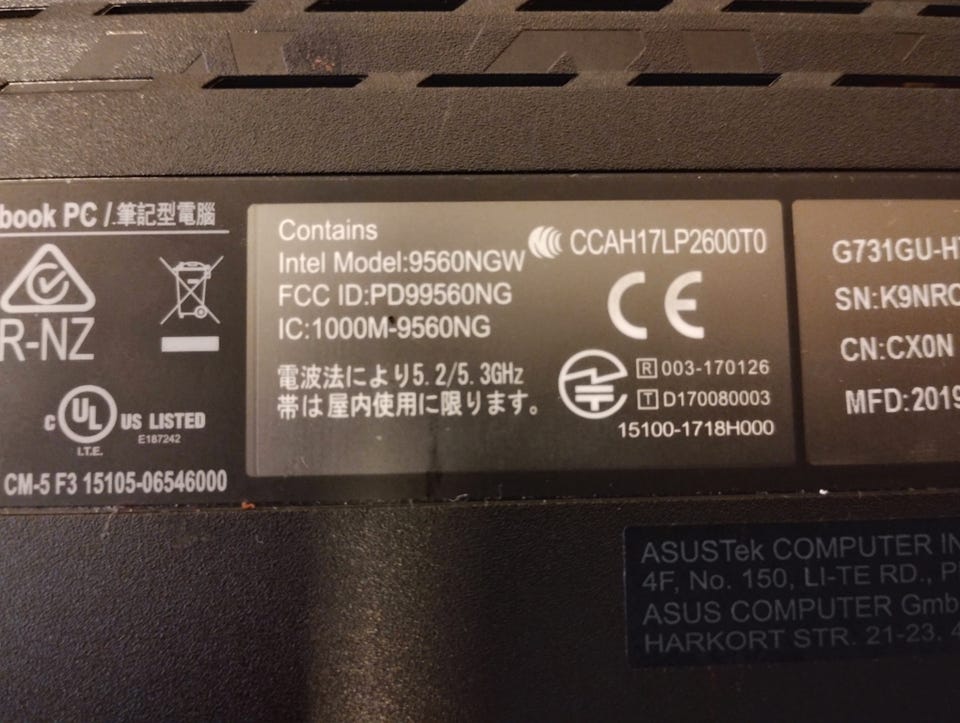 book PC / 筆記型電腦
R-NZ
c UL US LISTED
E187242
I.T.E.
CM-5 F3 15105-06546000
Contains
Intel Model:9560NGW
FCC ID:PD99560NG
IC:1000M-9560NG
電波法により5.2/5.3GHz
帯は屋内使用に限ります。
CCAH17LP2600T0
CE
R 003-170126
T D170080003
15100-1718H000
G731GU-H
SN:K9NRC
CN:CX0N
MFD:2019
ASUSTek COMPUTER IN
4F, No. 150, LI-TE RD., P
ASUS COMPUTER Gmb
HARKORT STR. 21-23, 4